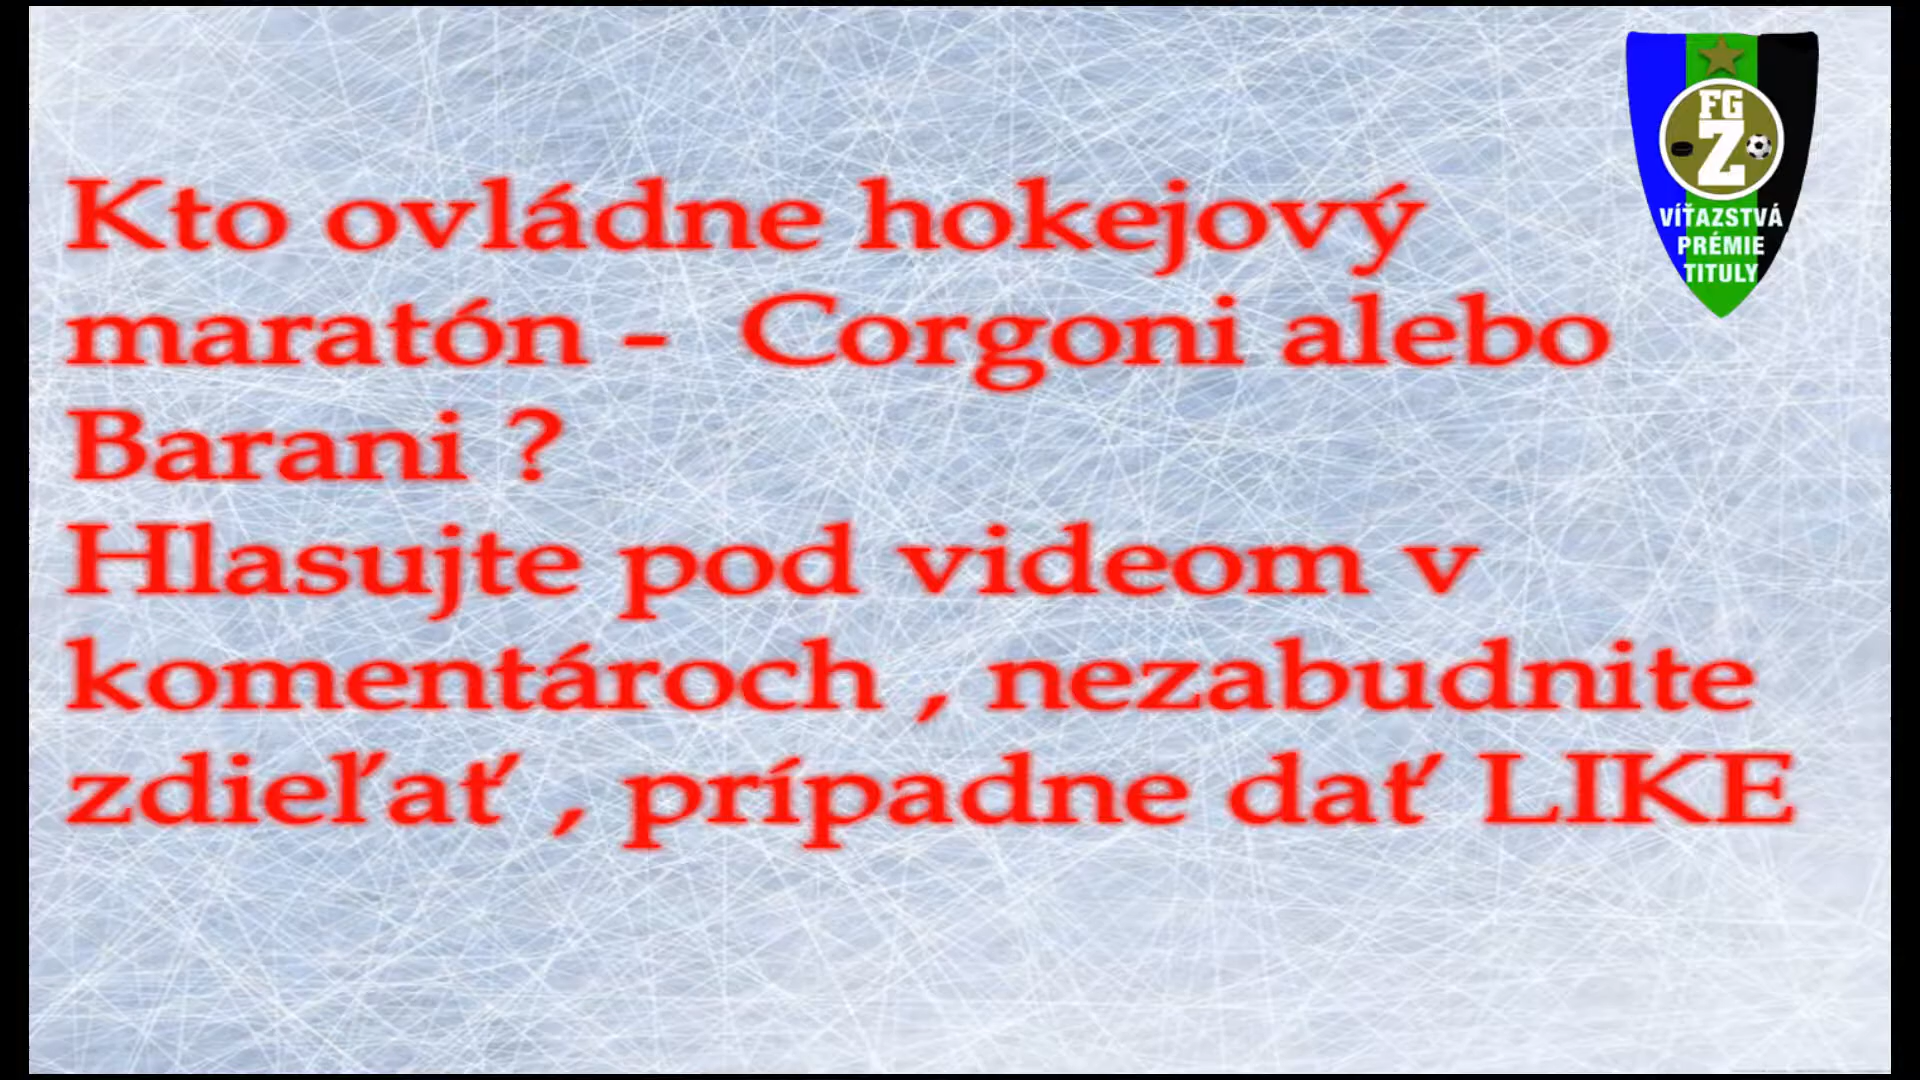 Kto ovládne hokejový
maratón - Corgoni alebo
Barani ?
Hlasujte pod videom v
komentároch , nezabudnite
zdieľať , prípadne dať LIKE
FG
Z
VÍŤAZSTVÁ
PRÉMIE
TITULY